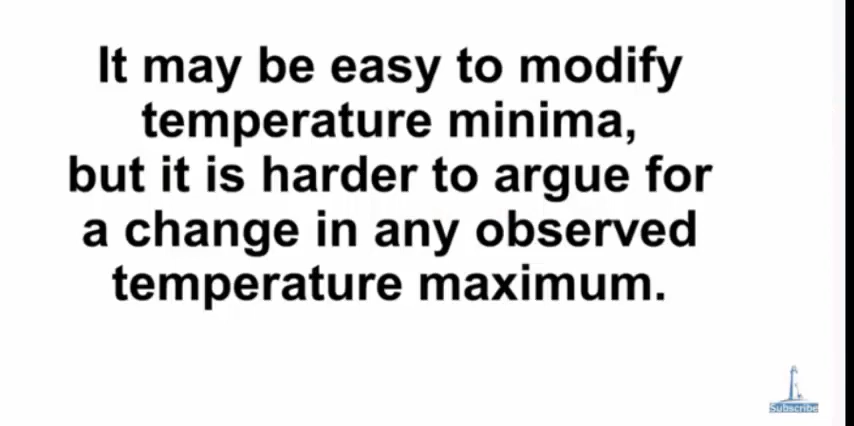 It may be easy to modify
temperature minima,
but it is harder to argue for
a change in any observed
temperature maximum.
Subscribe